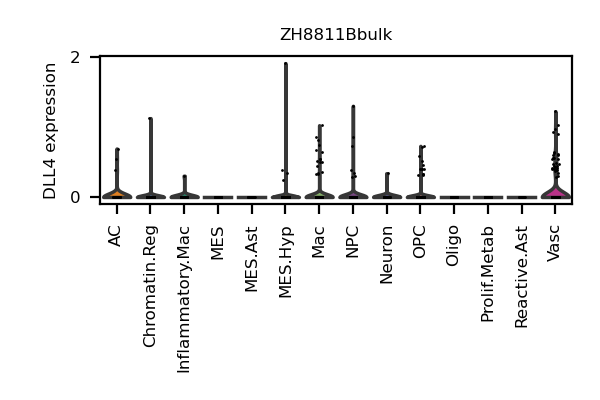 ZH8811Bbulk
DLL4 expression
2
0
AC
Chromatin.Reg
Inflammatory.Mac
MES
MES.Ast
MES.Hyp
Mac
NPC
Neuron
OPC
Oligo
Prolif.Metab
Reactive.Ast
Vasc